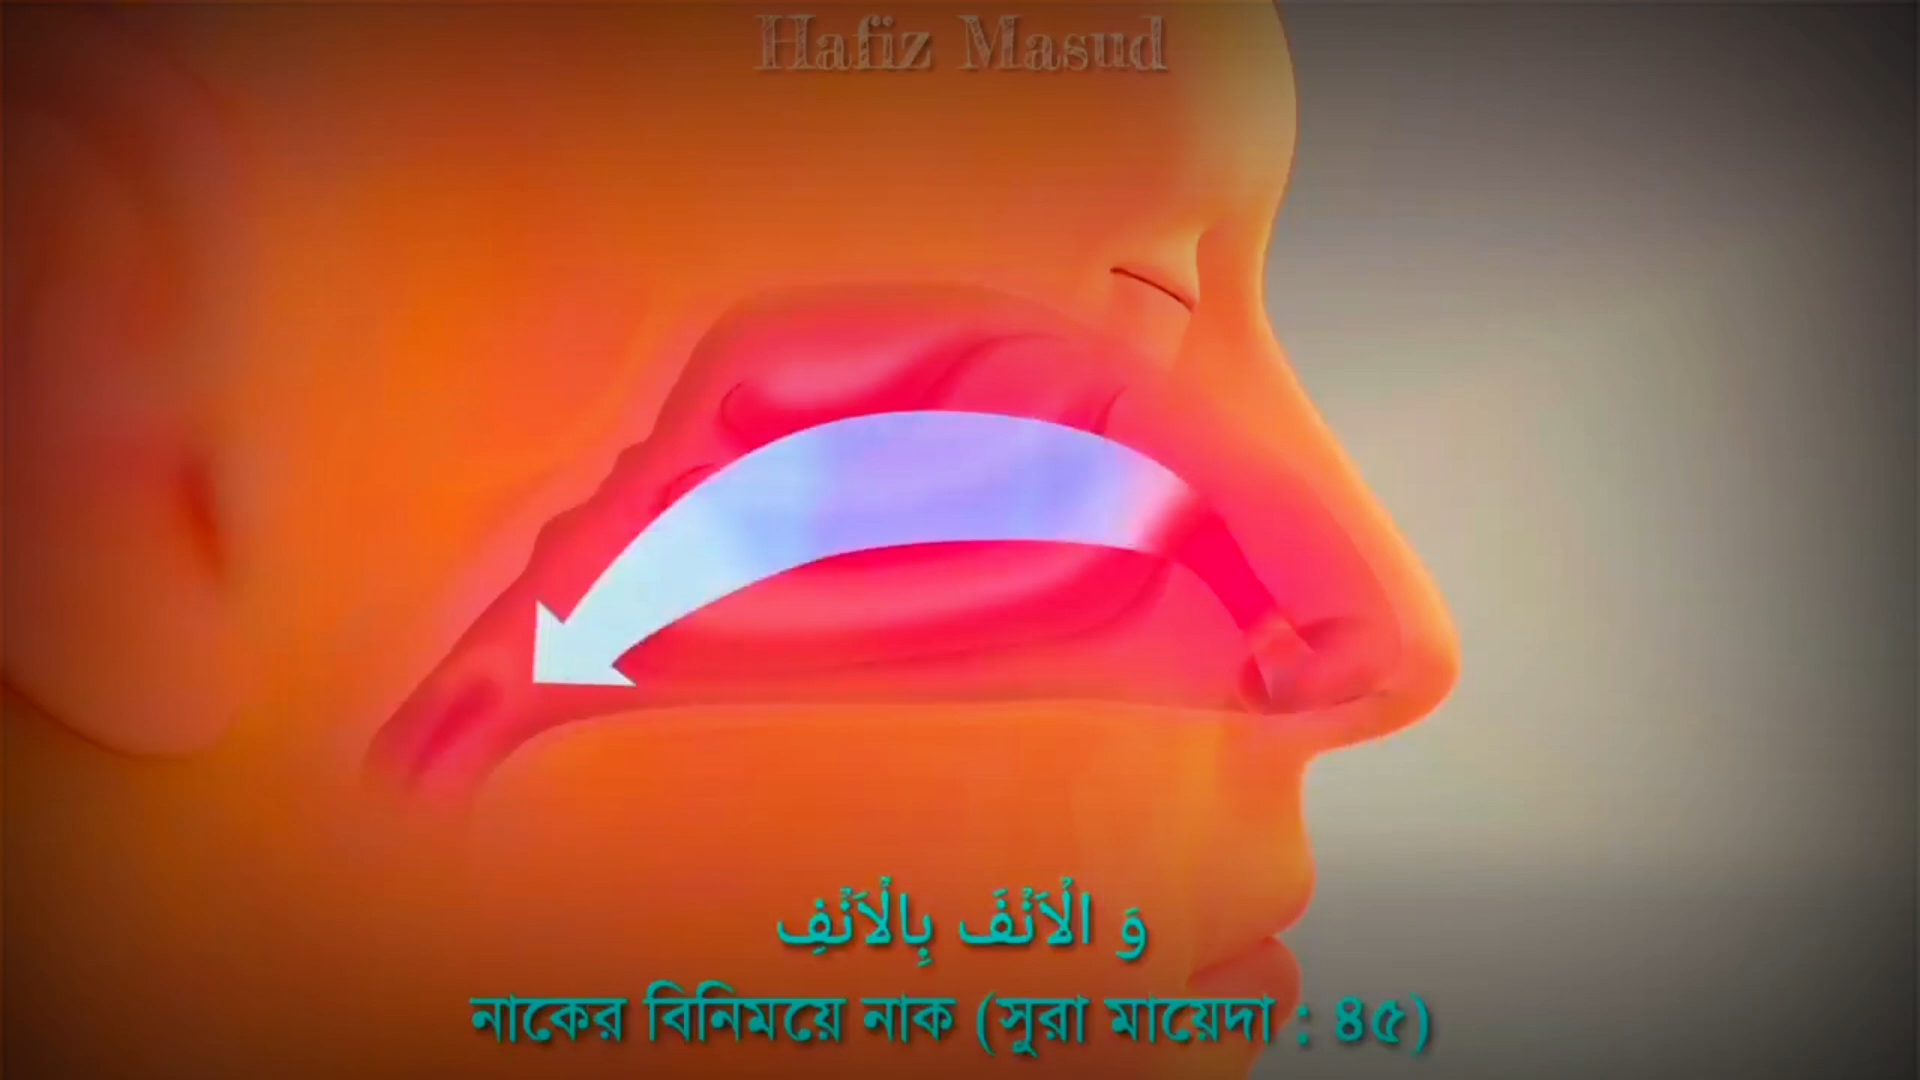 Hafiz Masud
وَ الۡاَنۡفَ بِالۡاَنۡفِ
নাকের বিনিময়ে নাক (সুরা মায়েদা : ৪৫)